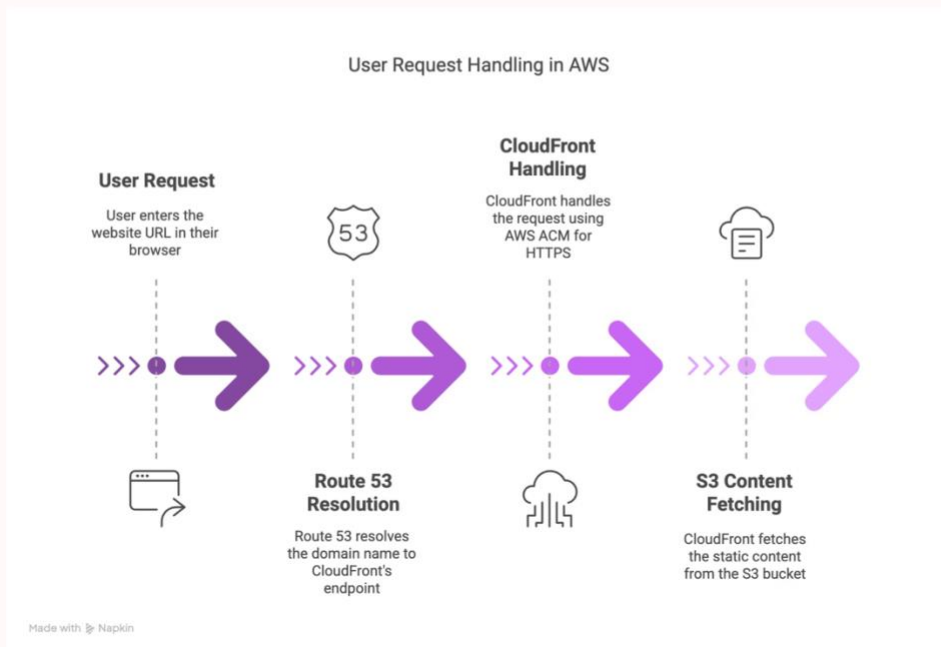 User Request Handling in AWS
User Request
User enters the
website URL in their
browser
53
Route 53
Resolution
Route 53 resolves
the domain name to
CloudFront's
endpoint
CloudFront
Handling
CloudFront handles
the request using
AWS ACM for
HTTPS
S3 Content
Fetching
CloudFront fetches
the static content
from the S3 bucket
Made with Napkin